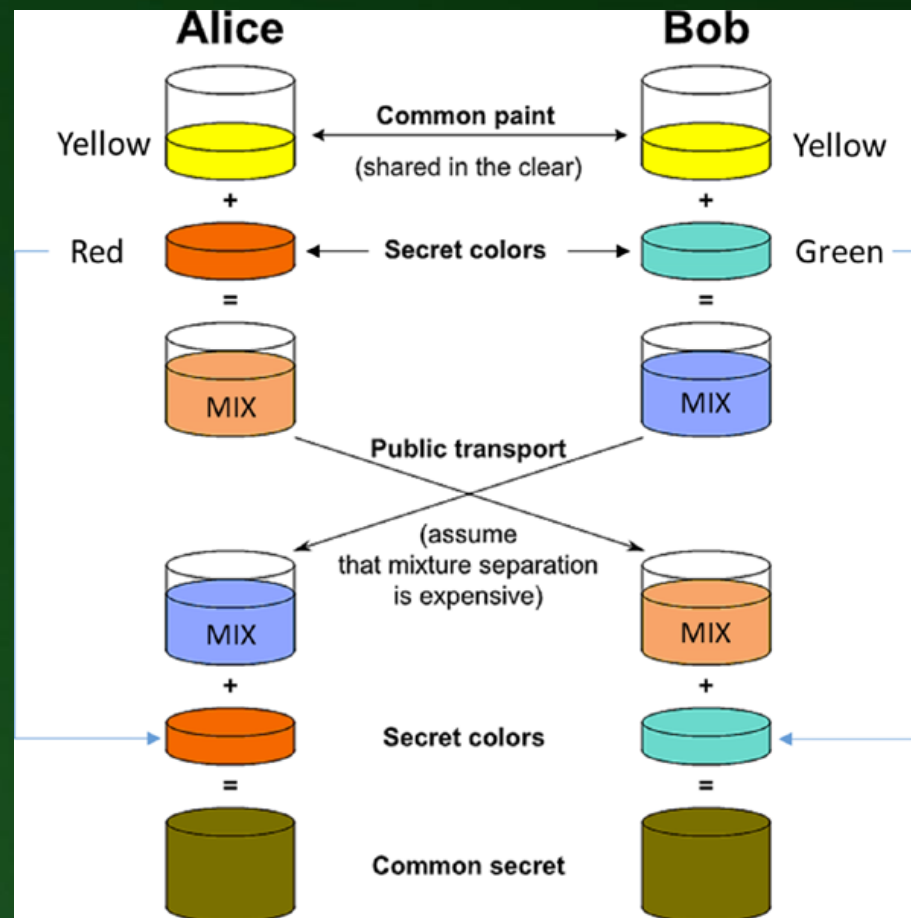 Alice
Bob
Yellow
Common paint
(shared in the clear)
Yellow
+
+
Red
Secret colors
Green
=
=
MIX
MIX
Public transport
(assume
that mixture separation
is expensive)
MIX
MIX
+
+
Secret colors
=
=
Common secret